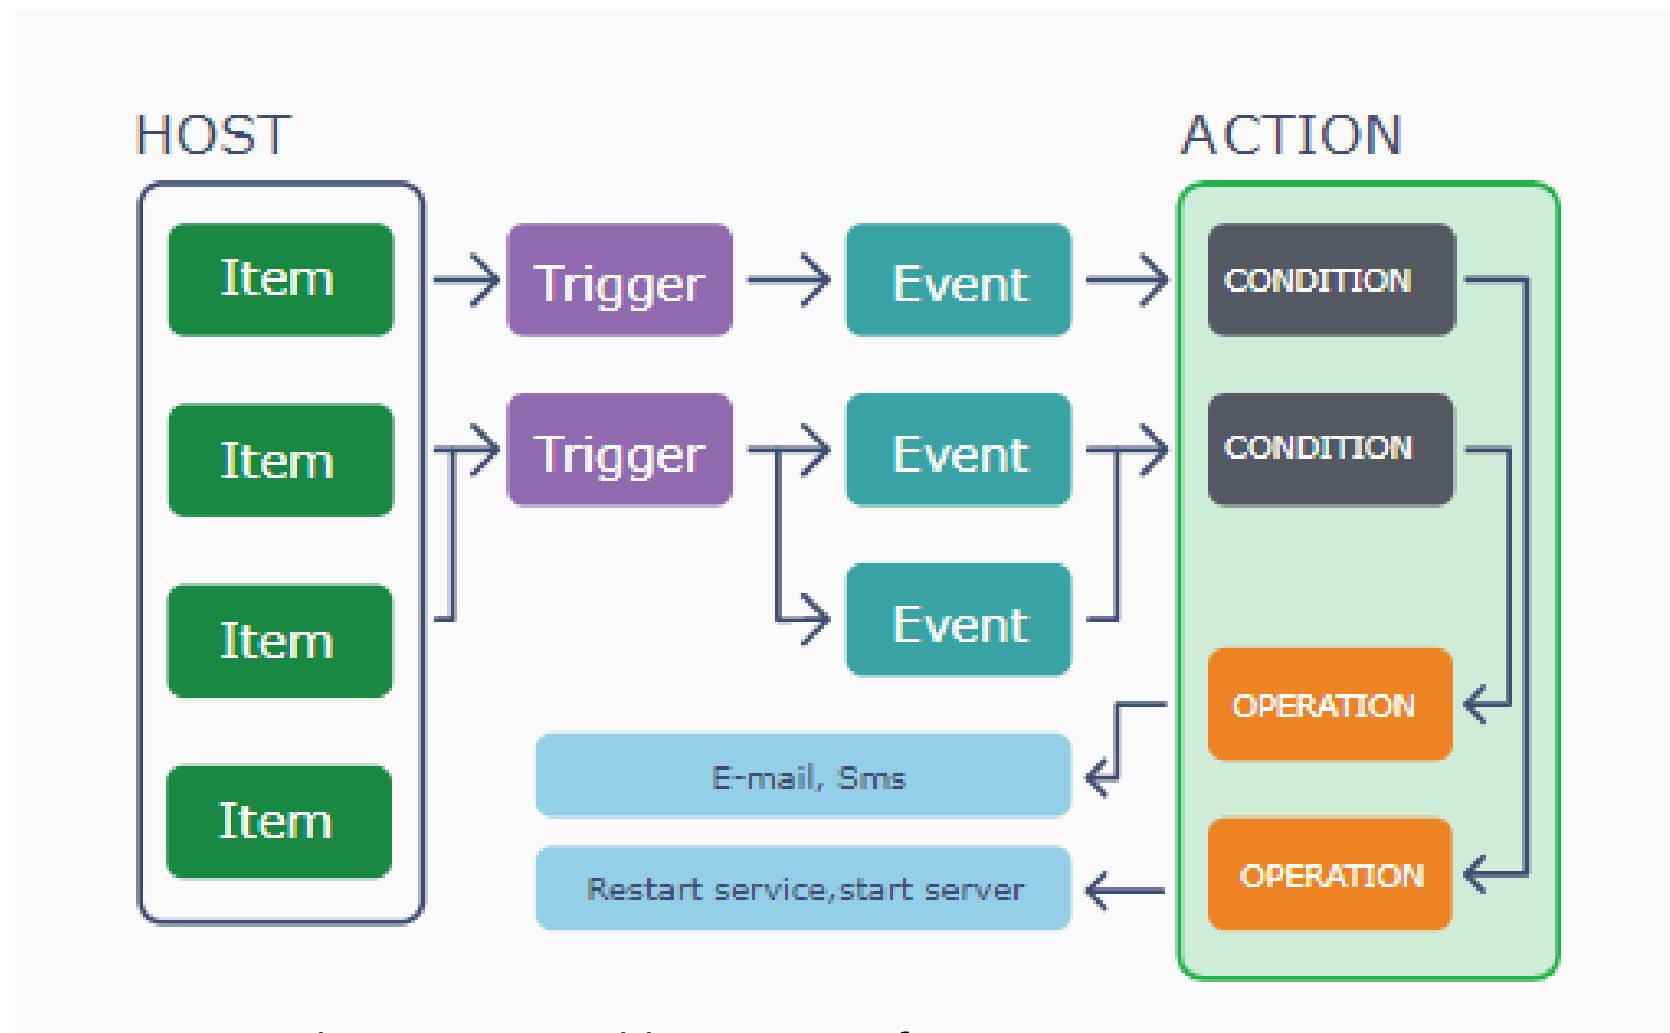 HOST
ACTION
Item
Trigger
Event
CONDITION
Item
Trigger
Event
CONDITION
Item
Event
OPERATION
E-mail, Sms
Item
OPERATION
Restart service,start server